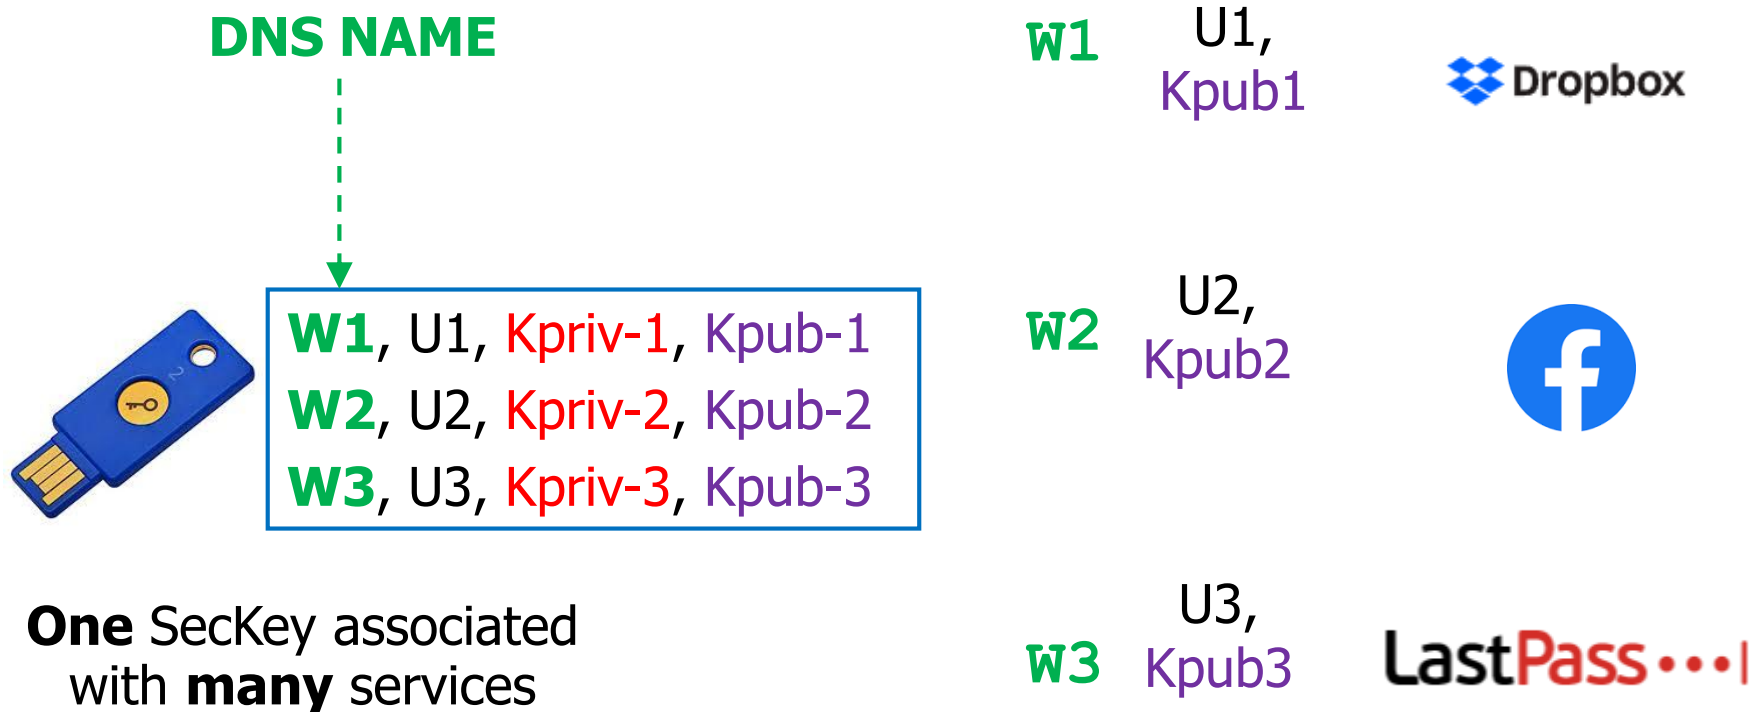 DNS NAME
W1, U1, Kpriv-1, Kpub-1
W2, U2, Kpriv-2, Kpub-2
W3, U3, Kpriv-3, Kpub-3
2
One SecKey associated
with many services
W1
U1,
Kpub1
Dropbox
W2
U2,
Kpub2
W3
U3,
Kpub3
LastPass